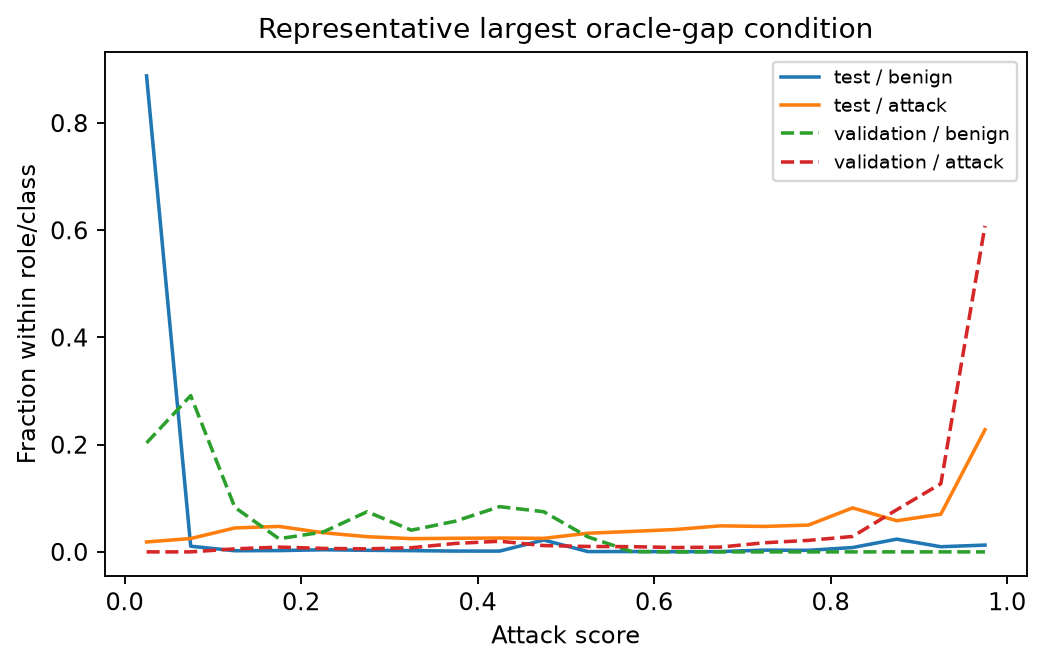 Representative largest oracle-gap condition
test / benign
test / attack
validation / benign
validation / attack
Fraction within role/class
0.8
0.6
0.4
0.2
0.0
0.0 0.2 0.4 0.6 0.8 1.0
Attack score